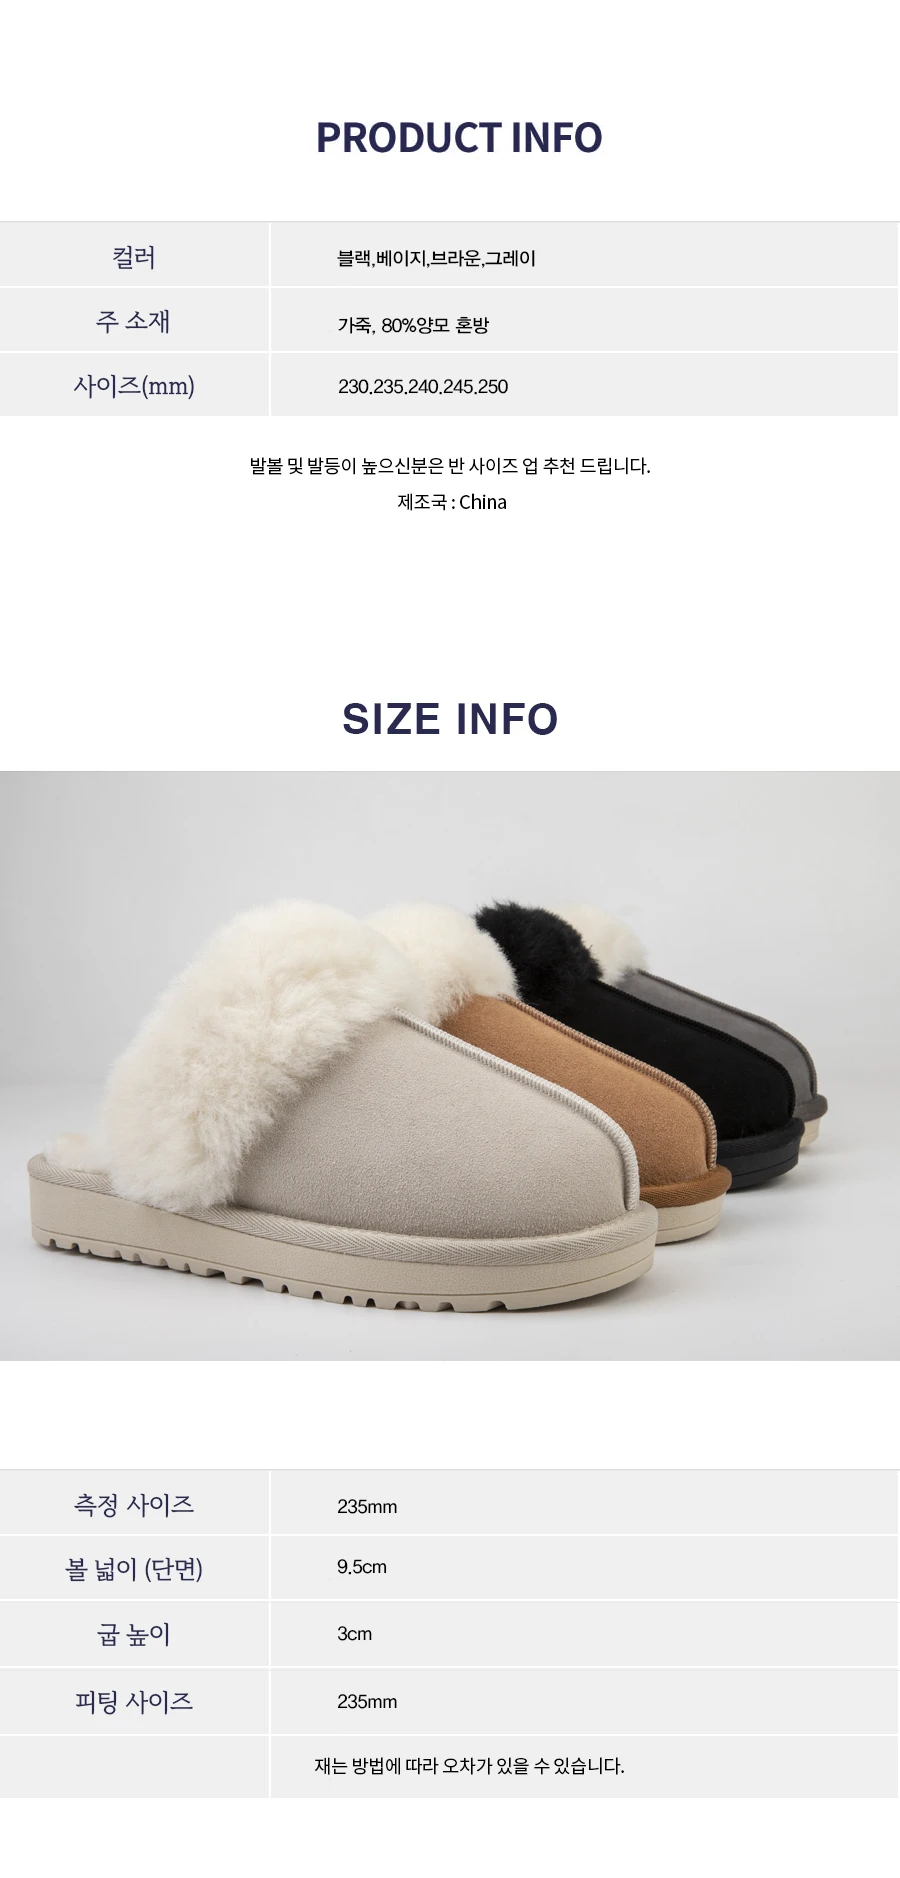 PRODUCT INFO
컬러
블랙,베이지,브라운,그레이
주 소재
가죽, 80%양모 혼방
사이즈(mm)
230.235.240.245.250
발볼 및 발등이 높으신분은 반 사이즈 업 추천 드립니다.
제조국 : China
SIZE INFO
측정 사이즈
235mm
볼 넓이 (단면)
9.5cm
굽 높이
3cm
피팅 사이즈
235mm
재는 방법에 따라 오차가 있을 수 있습니다.